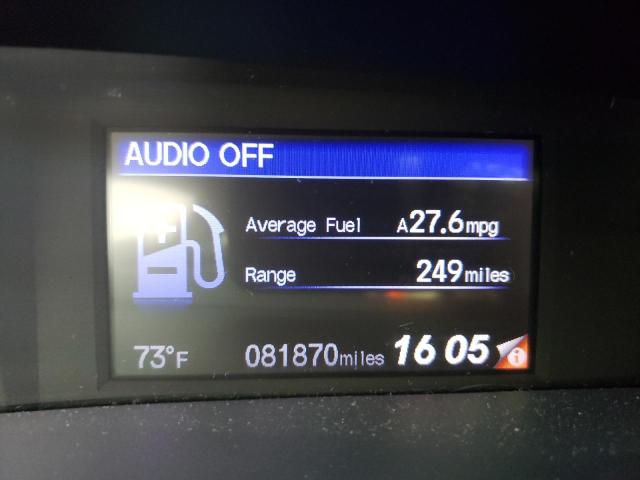 AUDIO OFF
Average Fuel A27.6mpg
Range 249miles
73°F 081870miles 16 05 i